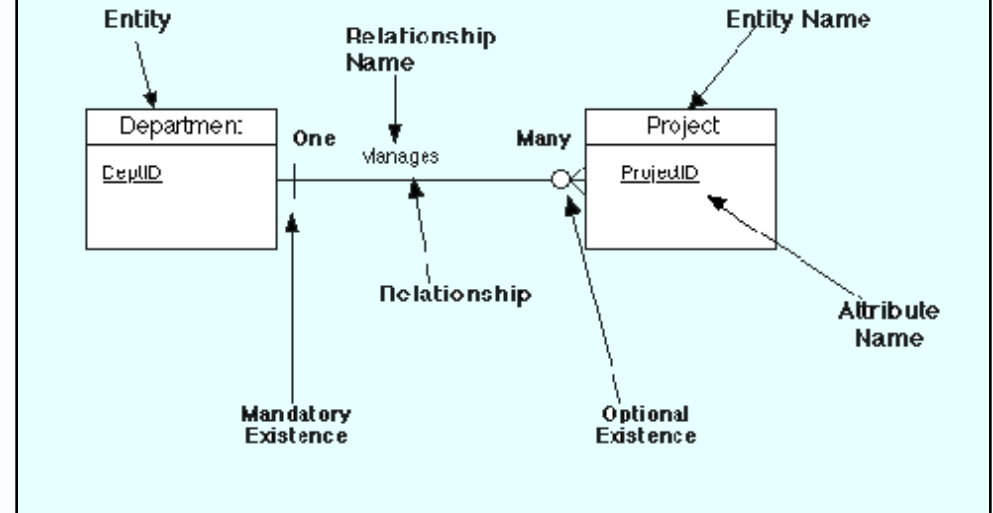 Entity
Entity Name
Relationship
Name
Department
One
Manages
Many
Project
DeptID
ProjectID
Relationship
Attribute
Name
Mandatory
Existence
Optional
Existence